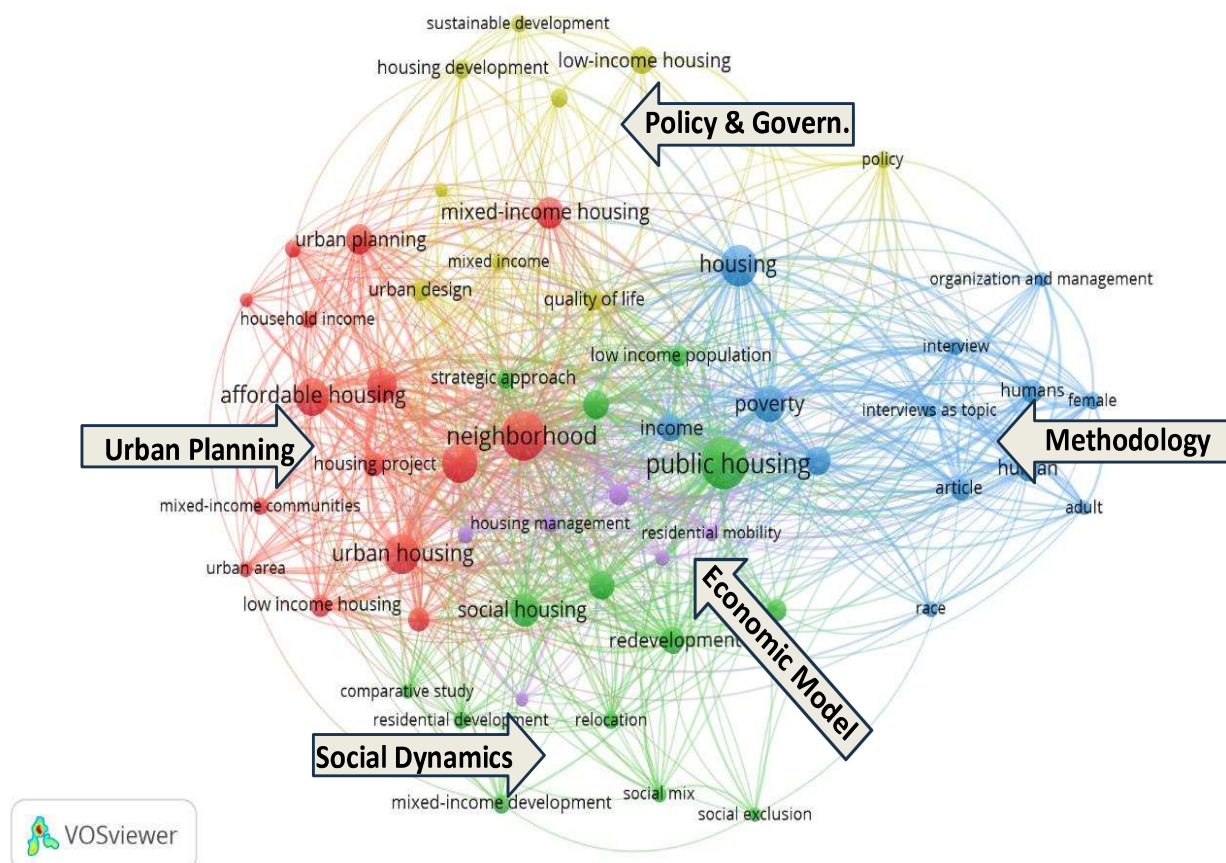 sustainable development
low-income housing
housing development
Policy & Govern.
policy
mixed-income housing
urban planning
mixed income
housing
organization and management
urban design
quality of life
household income
interview
low income population
strategic approach
humans
affordable housing
female
poverty
interviews as topic
income
neighborhood
Methodology
Urban Planning
housing project
public housing
human
article
mixed-income communities
adult
housing management
residential mobility
urban housing
urban area
Economic Model
low income housing
social housing
race
redevelopment
comparative study
residential development
relocation
Social Dynamics
mixed-income development
social mix
social exclusion
VOSviewer